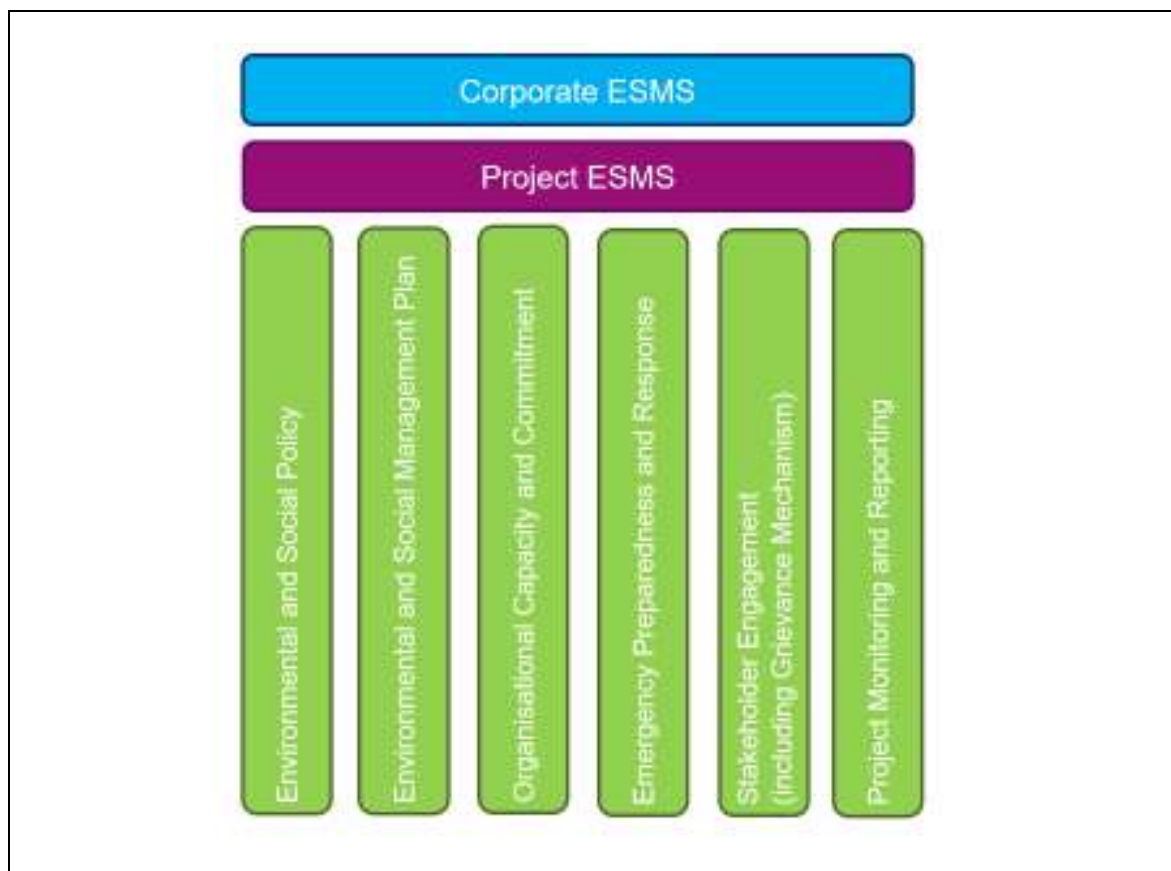 Corporate ESMS
Project ESMS
Environmental and Social Policy
Environmental and Social Management Plan
Organisational Capacity and Commitment
Emergency Preparedness and Response
Stakeholder Engagement
(including Grievance Mechanism)
Project Monitoring and Reporting